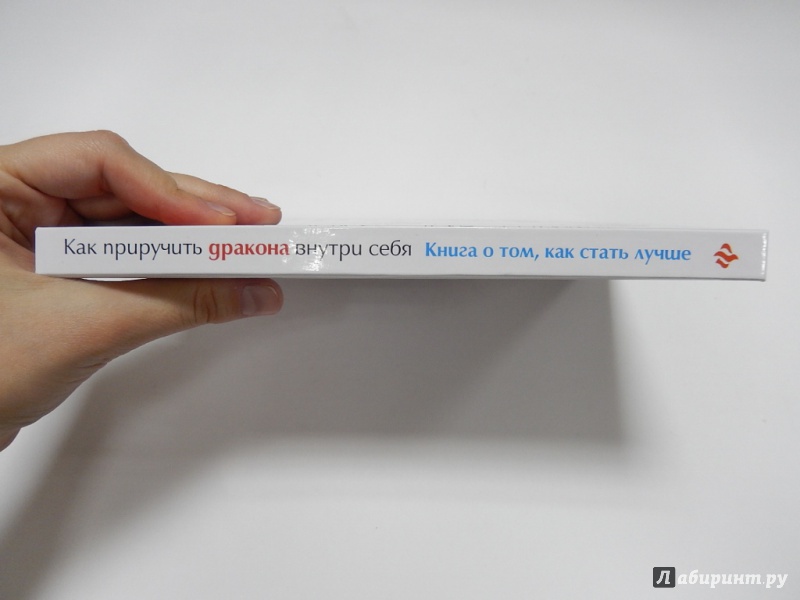 Как приручить дракона внутри себя Книга о том, как стать лучше
Лабиринт.ру